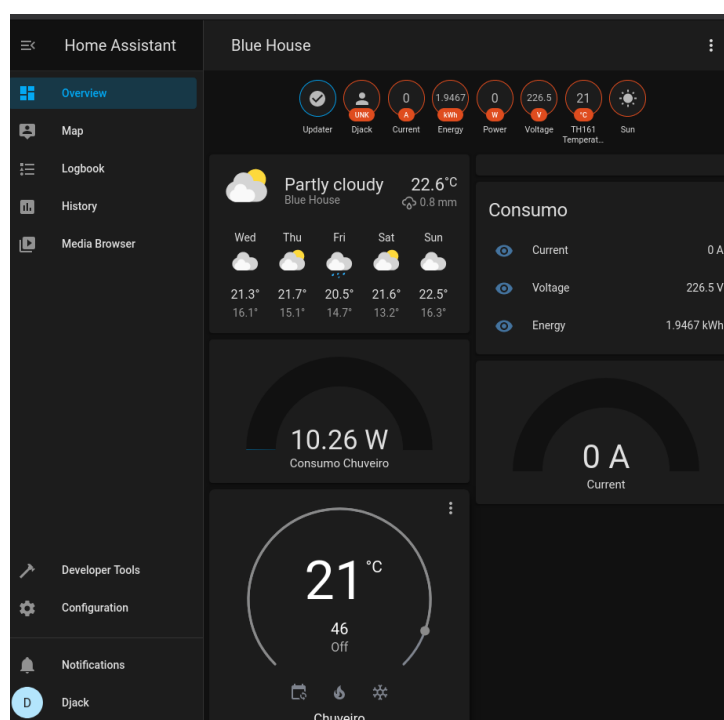 Home Assistant
Blue House
Overview
Map
Logbook
History
Media Browser
Developer Tools
Configuration
Notifications
D Djack
UNK
0 A
1.9467 kWh
0 W
226.5 V
21 °C
Updater Djack Current Energy Power Voltage TH161 Temperat... Sun
Partly cloudy 22.6°C
Blue House 0.8 mm
Wed Thu Fri Sat Sun
21.3° 21.7° 20.5° 21.6° 22.5°
16.1° 15.1° 14.7° 13.2° 16.3°
10.26 W
Consumo Chuveiro
21 °C
46
Off
Chuveiro
Consumo
Current 0 A
Voltage 226.5 V
Energy 1.9467 kWh
0 A
Current